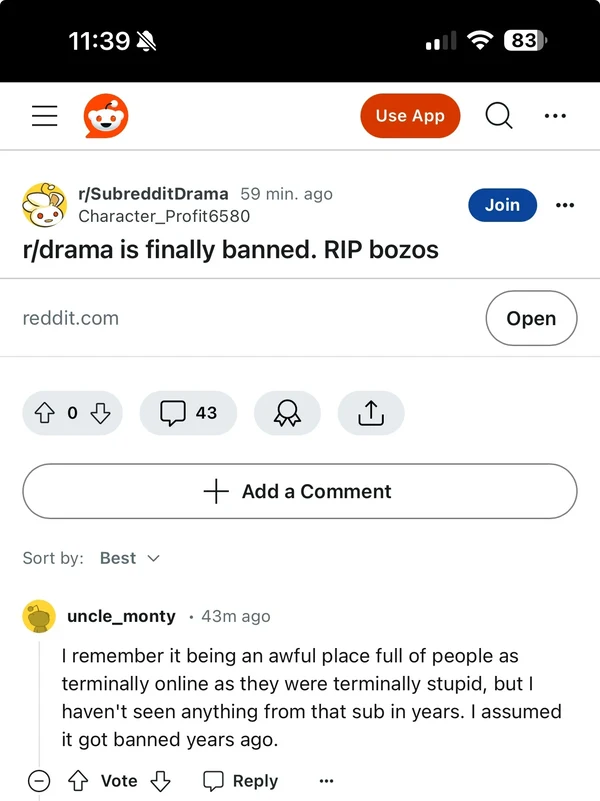 11:39
83
Use App
r/SubredditDrama 59 min. ago
Character_Profit6580
Join
r/drama is finally banned. RIP bozos
reddit.com
Open
0
43
Add a Comment
Sort by: Best
uncle_monty • 43m ago
I remember it being an awful place full of people as
terminally online as they were terminally stupid, but I
haven't seen anything from that sub in years. I assumed
it got banned years ago.
Vote
Reply